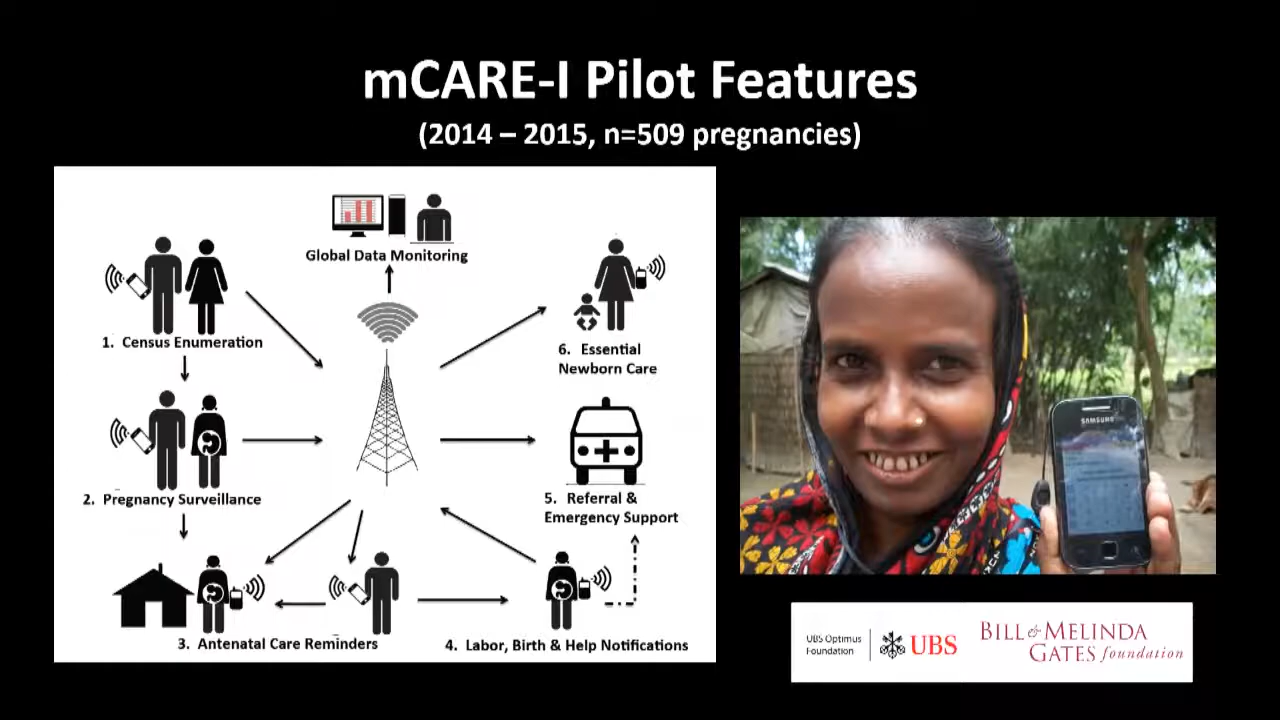 mCARE-I Pilot Features
(2014 – 2015, n=509 pregnancies)
Global Data Monitoring
1. Census Enumeration
6. Essential
Newborn Care
2. Pregnancy Surveillance
5. Referral &
Emergency Support
3. Antenatal Care Reminders
4. Labor, Birth & Help Notifications
SAMSUNG
UBS Optimus
Foundation
UBS
BILL & MELINDA
GATES foundation